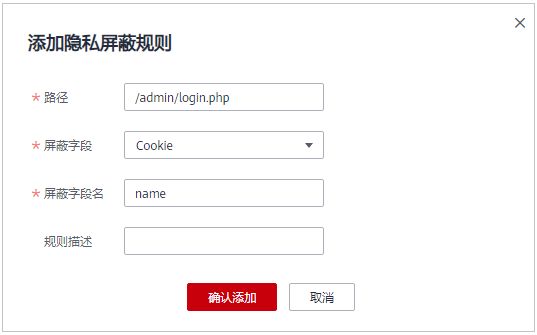 添加隐私屏蔽规则
* 路径 /admin/login.php
* 屏蔽字段 Cookie
* 屏蔽字段名 name
规则描述
确认添加 取消